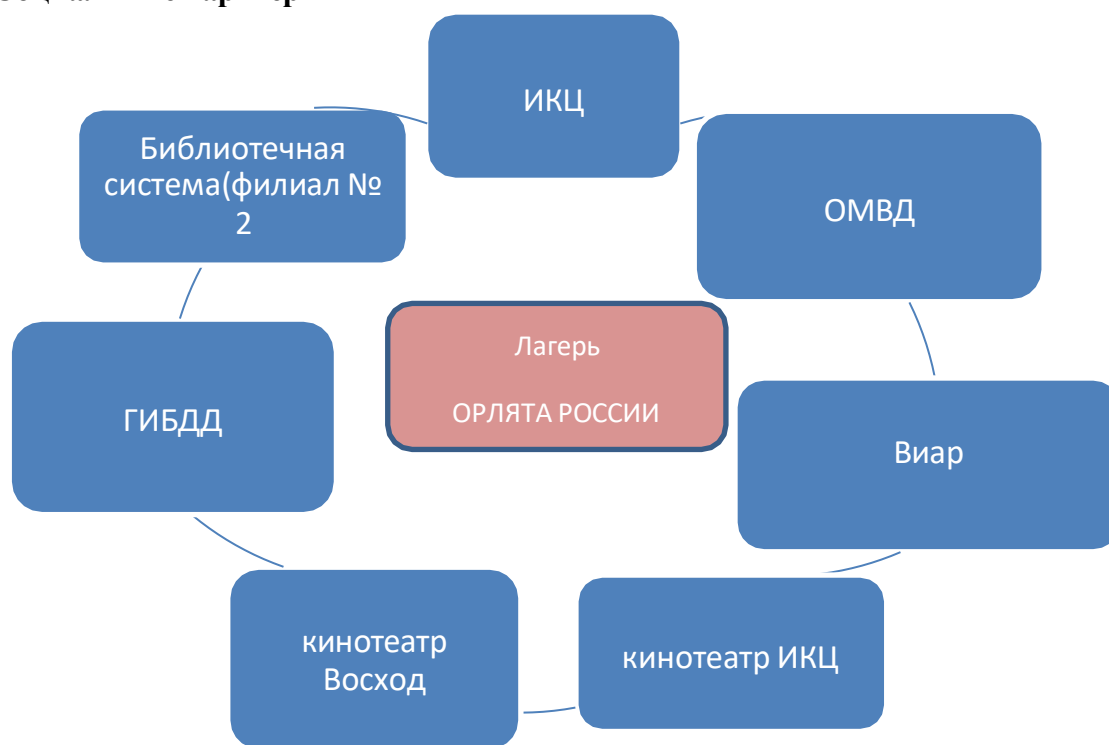 ИКЦ
Библиотечная
система(филиал №
2
ОМВД
Лагерь
ОРЛЯТА РОССИИ
ГИБДД
Виар
кинотеатр
Восход
кинотеатр ИКЦ